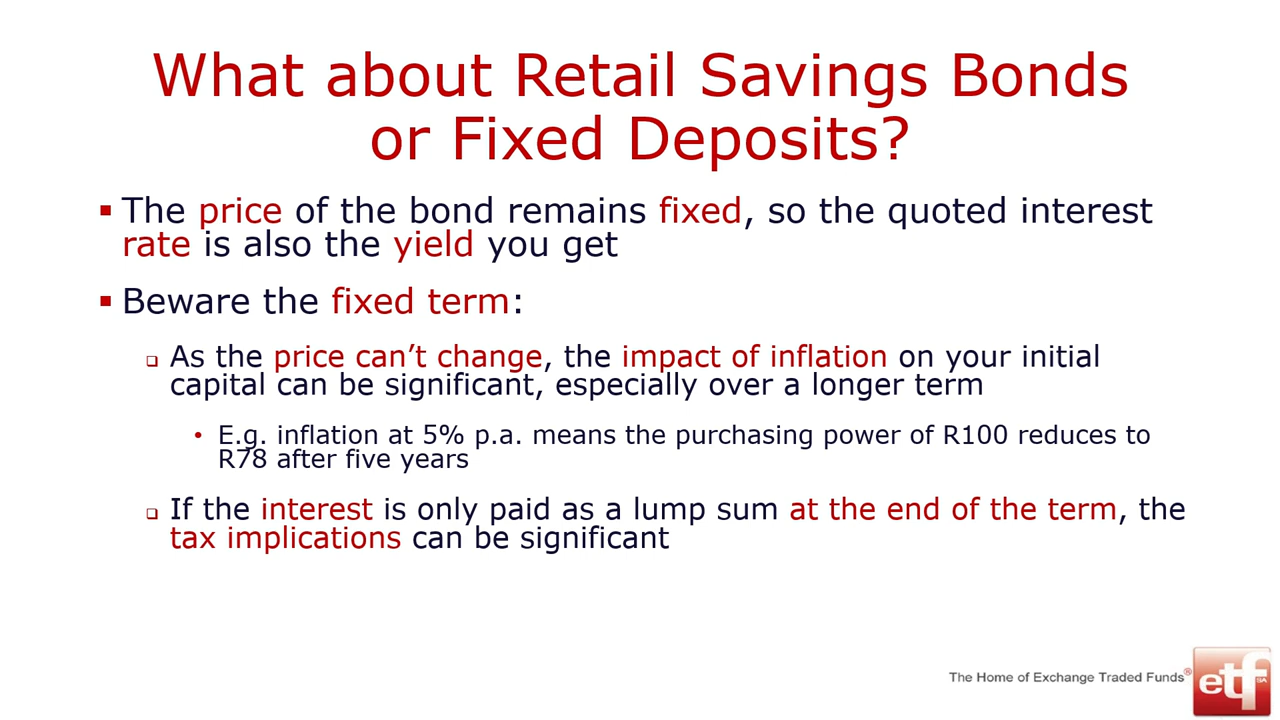 What about Retail Savings Bonds
or Fixed Deposits?
▪ The price of the bond remains fixed, so the quoted interest
rate is also the yield you get
▪ Beware the fixed term:
❑ As the price can’t change, the impact of inflation on your initial
capital can be significant, especially over a longer term
• E.g. inflation at 5% p.a. means the purchasing power of R100 reduces to
R78 after five years
❑ If the interest is only paid as a lump sum at the end of the term, the
tax implications can be significant
The Home of Exchange Traded Funds®
etfSA